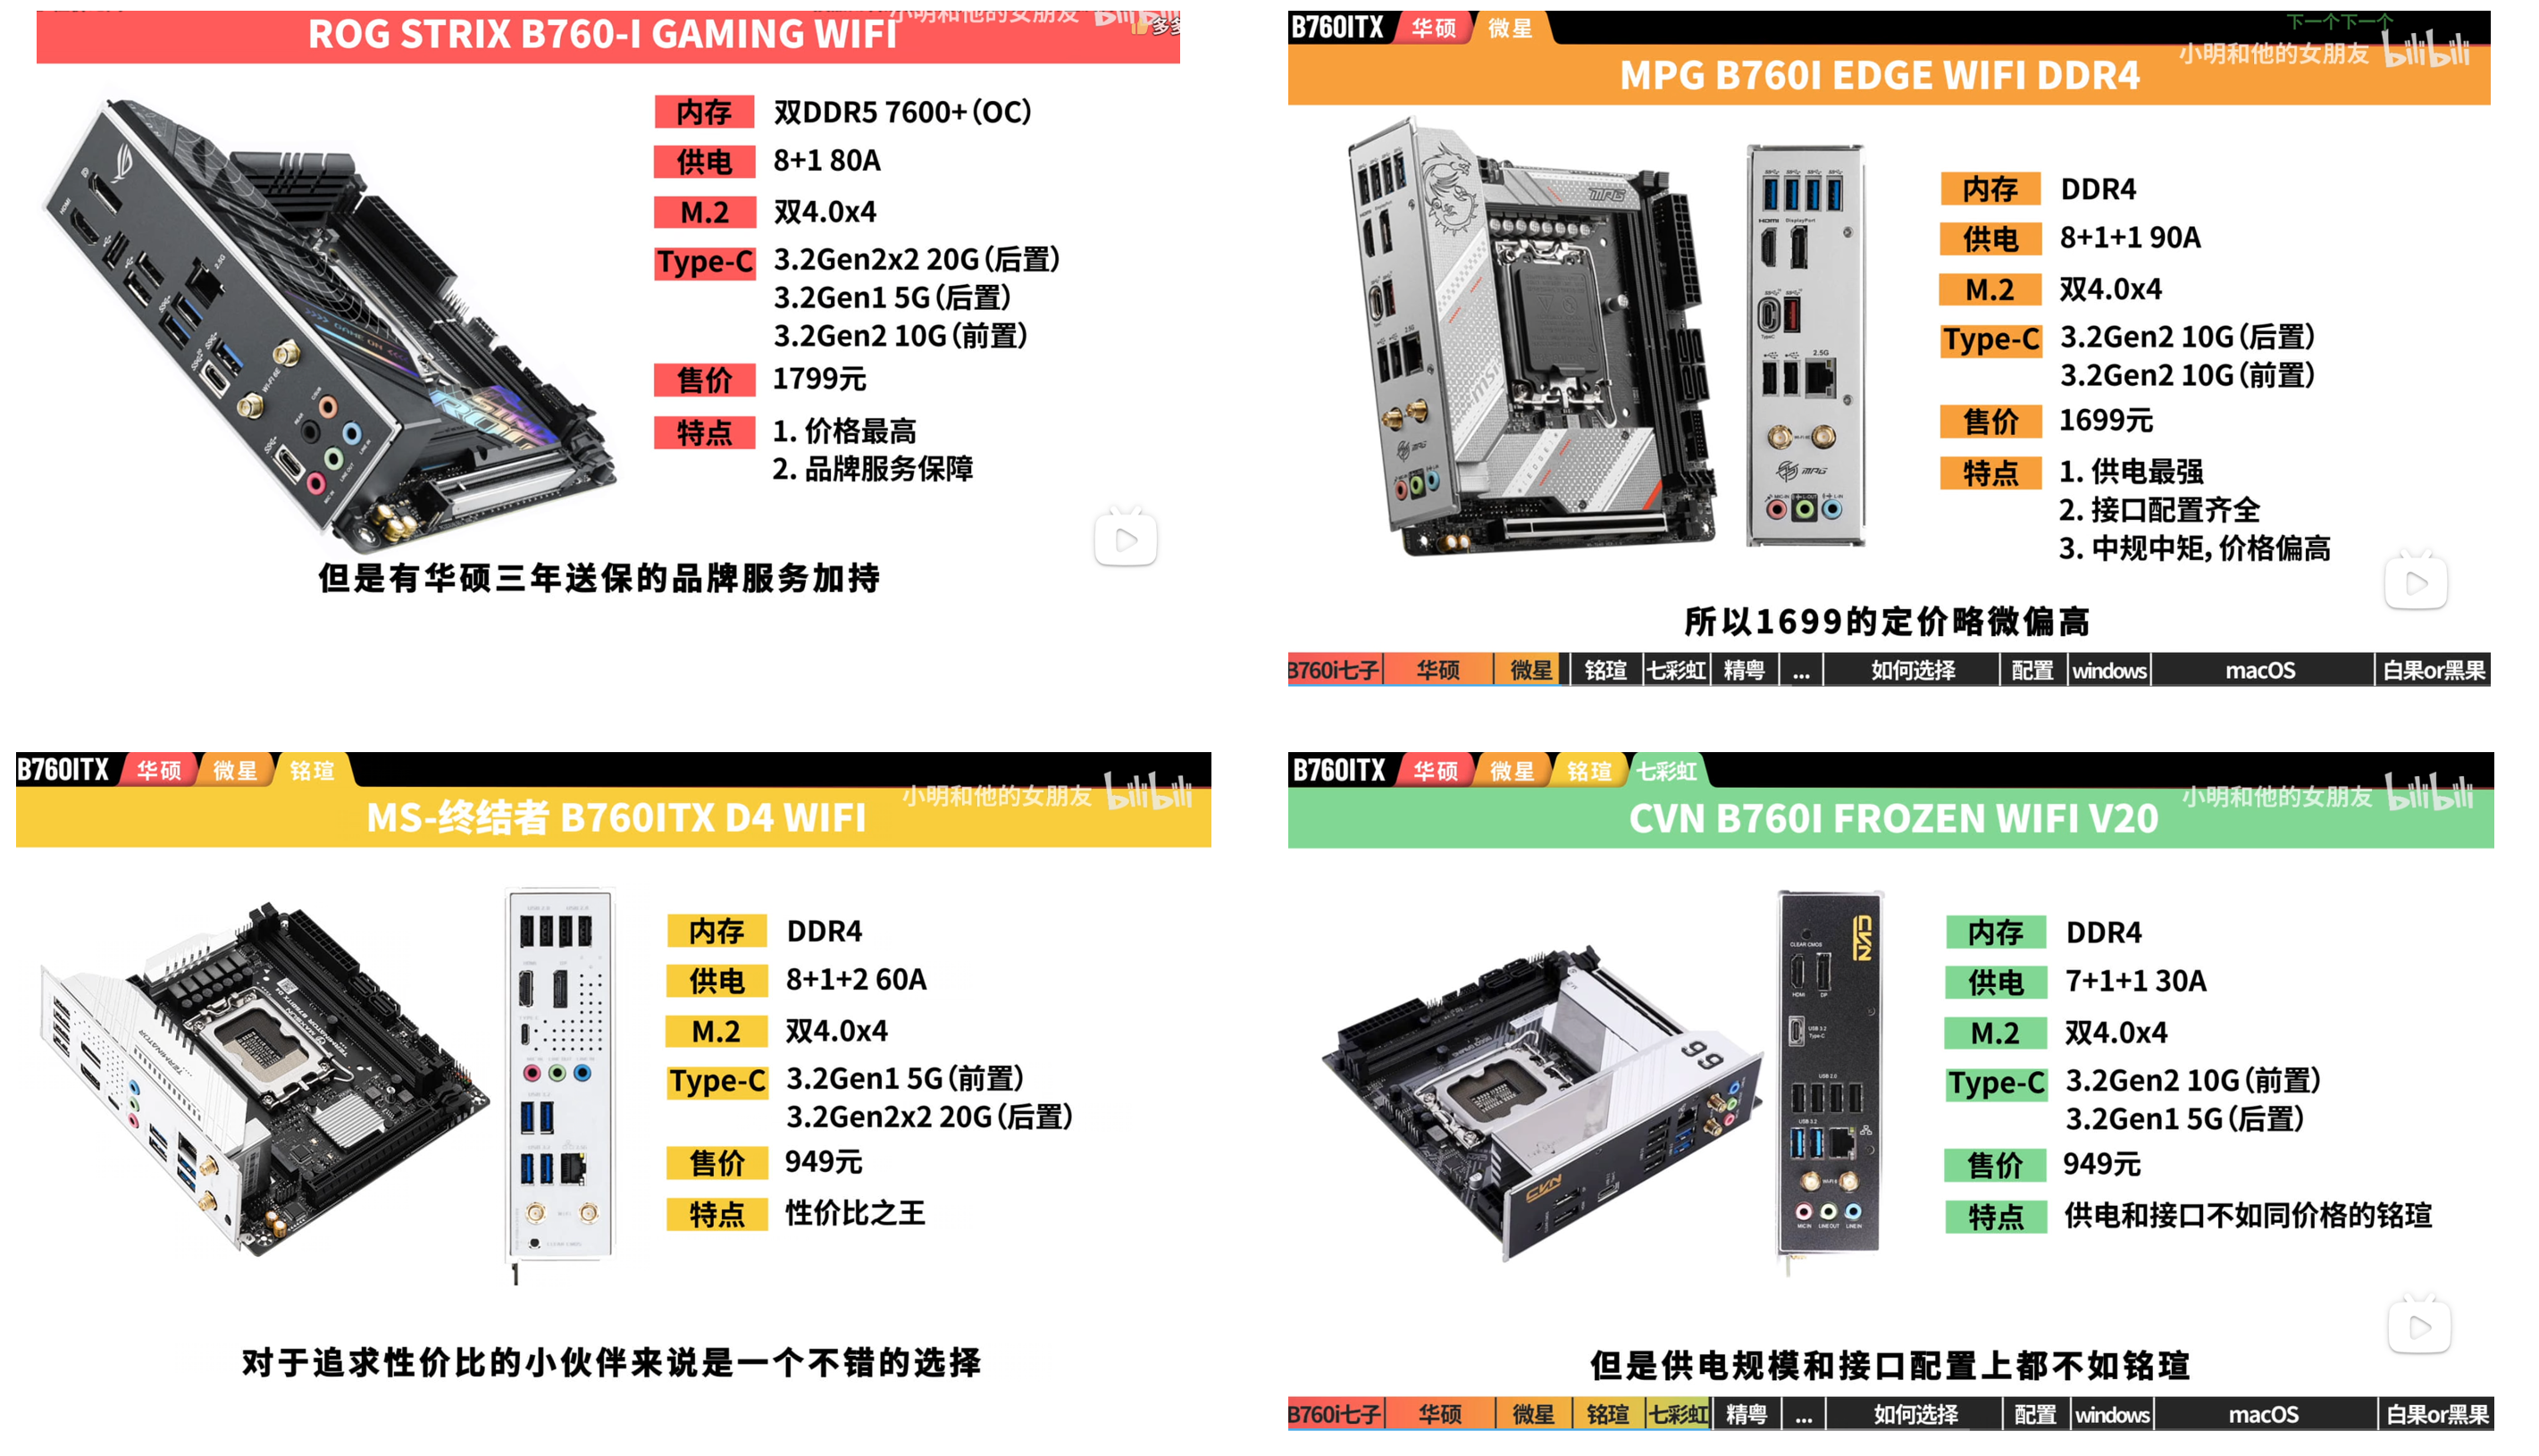 小明和他的女朋友 bilibili
ROG STRIX B760-I GAMING WIFI
内存 双DDR5 7600+(OC)
供电 8+1 80A
M.2 双4.0x4
Type-C 3.2Gen2x2 20G(后置)
3.2Gen1 5G(后置)
3.2Gen2 10G(前置)
售价 1799元
特点 1. 价格最高
2. 品牌服务保障
但是有华硕三年送保的品牌服务加持
B760ITX 华硕 微星
下一个下一个
小明和他的女朋友 bilibili
MPG B760I EDGE WIFI DDR4
内存 DDR4
供电 8+1+1 90A
M.2 双4.0x4
Type-C 3.2Gen2 10G(后置)
3.2Gen2 10G(前置)
售价 1699元
特点 1. 供电最强
2. 接口配置齐全
3. 中规中矩, 价格偏高
所以1699的定价略微偏高
B760i七子 华硕 微星 铭瑄 七彩虹 精粤 ... 如何选择 配置 windows macOS 白果or黑果
B760ITX 华硕 微星 铭瑄
小明和他的女朋友 bilibili
MS-终结者 B760ITX D4 WIFI
内存 DDR4
供电 8+1+2 60A
M.2 双4.0x4
Type-C 3.2Gen1 5G(前置)
3.2Gen2x2 20G(后置)
售价 949元
特点 性价比之王
对于追求性价比的小伙伴来说是一个不错的选择
B760ITX 华硕 微星 铭瑄 七彩虹
小明和他的女朋友 bilibili
CVN B760I FROZEN WIFI V20
CVN
CLEAR CMOS
HDMI DP
USB 3.2
Type-C
USB 2.0
USB 3.2
MIC IN LINE OUT LINE IN
内存 DDR4
供电 7+1+1 30A
M.2 双4.0x4
Type-C 3.2Gen2 10G(前置)
3.2Gen1 5G(后置)
售价 949元
特点 供电和接口不如同价格的铭瑄
但是供电规模和接口配置上都不如铭瑄
B760i七子 华硕 微星 铭瑄 七彩虹 精粤 ... 如何选择 配置 windows macOS 白果or黑果